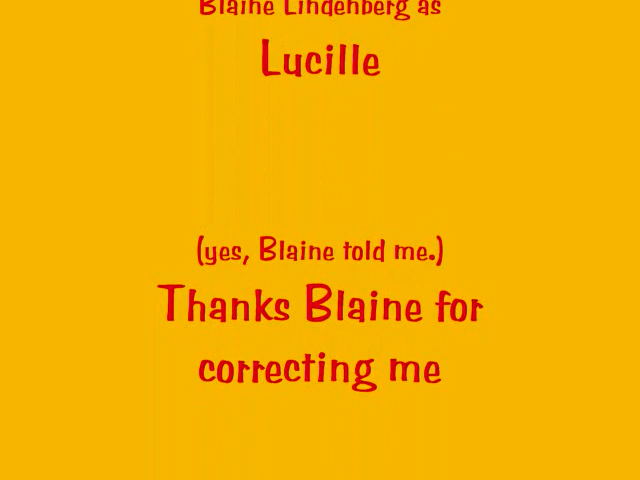 Blaine Lindenberg as
Lucille
(yes, Blaine told me.)
Thanks Blaine for
correcting me